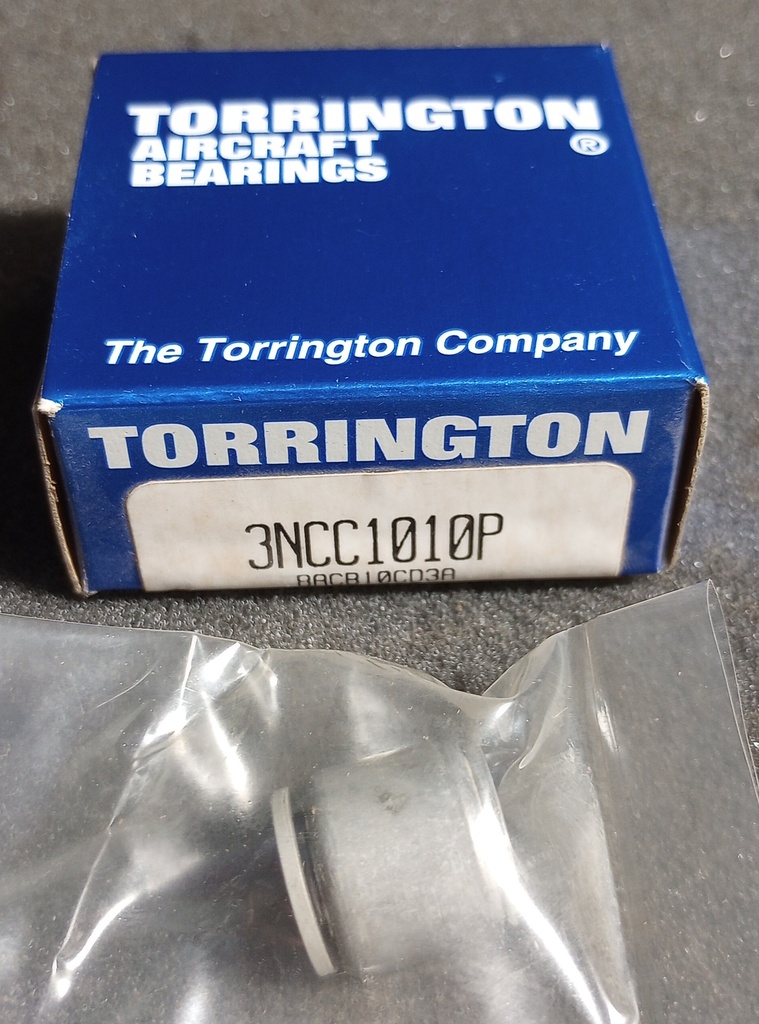 TORRINGTON
AIRCRAFT ®
BEARINGS
The Torrington Company
TORRINGTON
3NCC1010P
BACB10CD3A